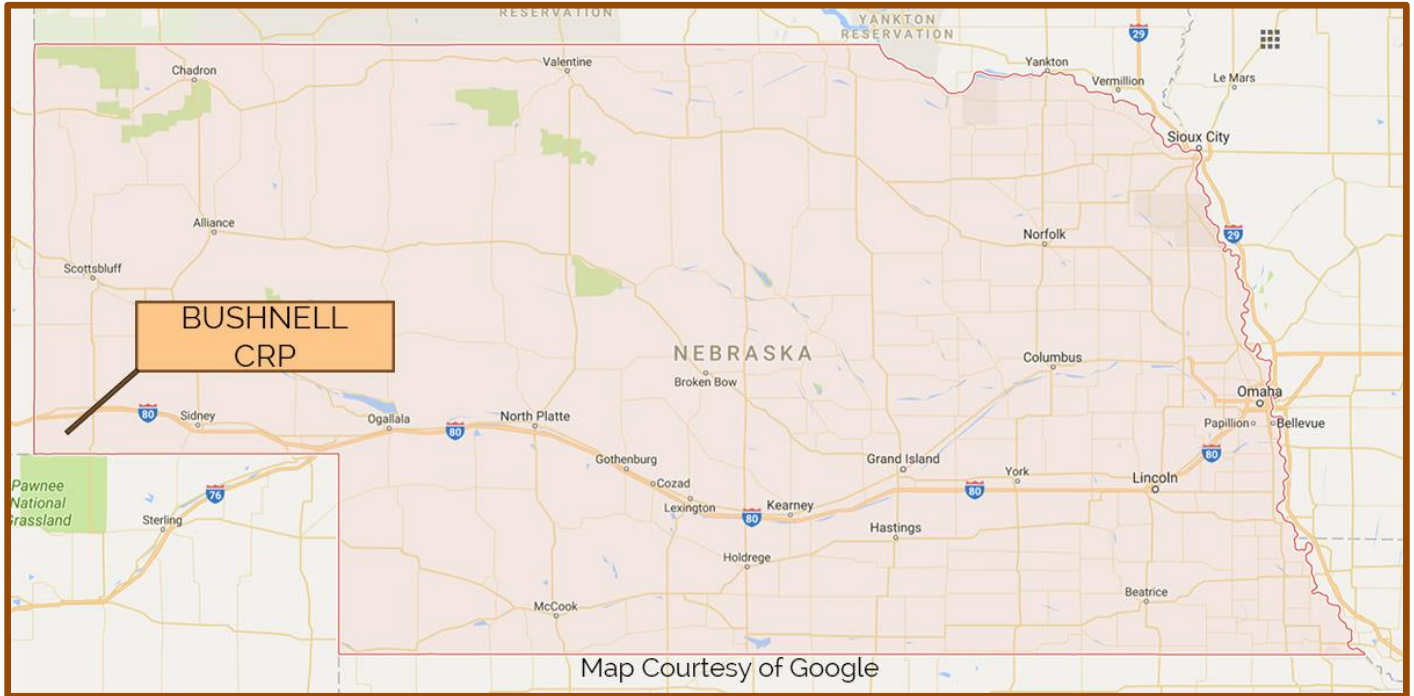 RESERVATION
YANKTON
RESERVATION
29
Chadron
Valentine
Yankton
Vermillion
Le Mars
Sioux City
Alliance
Norfolk
29
Scottsbluff
BUSHNELL
CRP
NEBRASKA
Broken Bow
Columbus
Omaha
80
Sidney
Ogallala
80
North Platte
Papillion
Bellevue
80
Gothenburg
Grand Island
Pawnee
National
Grassland
76
Cozad
York
Lincoln
80
Sterling
Lexington
80
Kearney
Hastings
Holdrege
McCook
Beatrice
Map Courtesy of Google